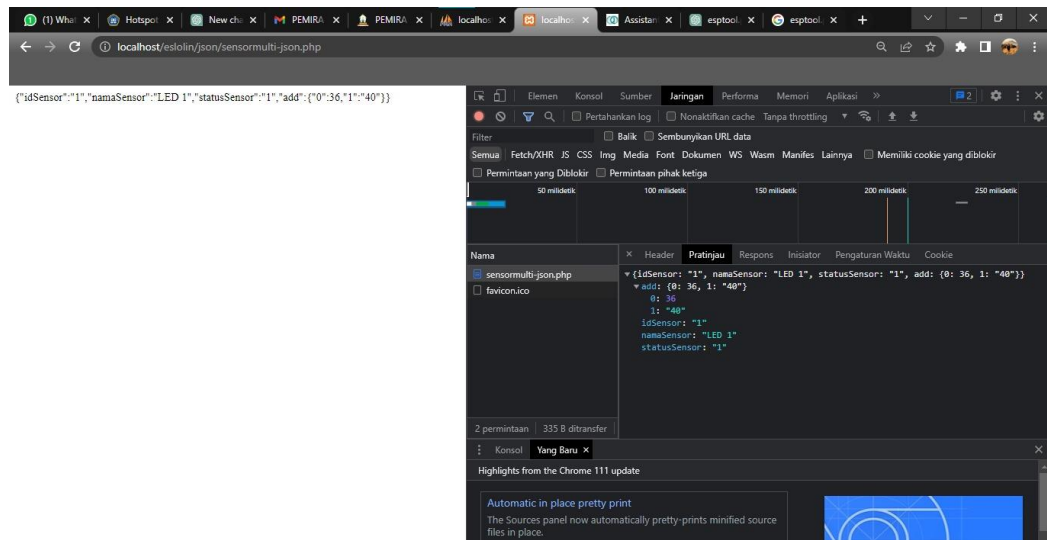 (1) What
Hotspot
New cha
PEMIRA
PEMIRA
localhos
localhos
Assistan
esptool.
esptool.
localhost/eslolin/json/sensormulti-json.php
{"idSensor":"1","namaSensor":"LED 1","statusSensor":"1","add":{"0":36,"1":"40"}}
Elemen Konsol Sumber Jaringan Performa Memori Aplikasi » 2
Pertahankan log Nonaktifkan cache Tanpa throttling
Filter Balik Sembunyikan URL data
Semua Fetch/XHR JS CSS Img Media Font Dokumen WS Wasm Manifes Lainnya Memiliki cookie yang diblokir
Permintaan yang Diblokir Permintaan pihak ketiga
50 milidetik 100 milidetik 150 milidetik 200 milidetik 250 milidetik
Nama
sensormulti-json.php
favicon.ico
2 permintaan 335 B ditransfer
Header Pratinjau Respons Inisiator Pengaturan Waktu Cookie
{idSensor: "1", namaSensor: "LED 1", statusSensor: "1", add: {0: 36, 1: "40"}}
add: {0: 36, 1: "40"}
0: 36
1: "40"
idSensor: "1"
namaSensor: "LED 1"
statusSensor: "1"
Konsol Yang Baru
Highlights from the Chrome 111 update
Automatic in place pretty print
The Sources panel now automatically pretty-prints minified source
files in place.